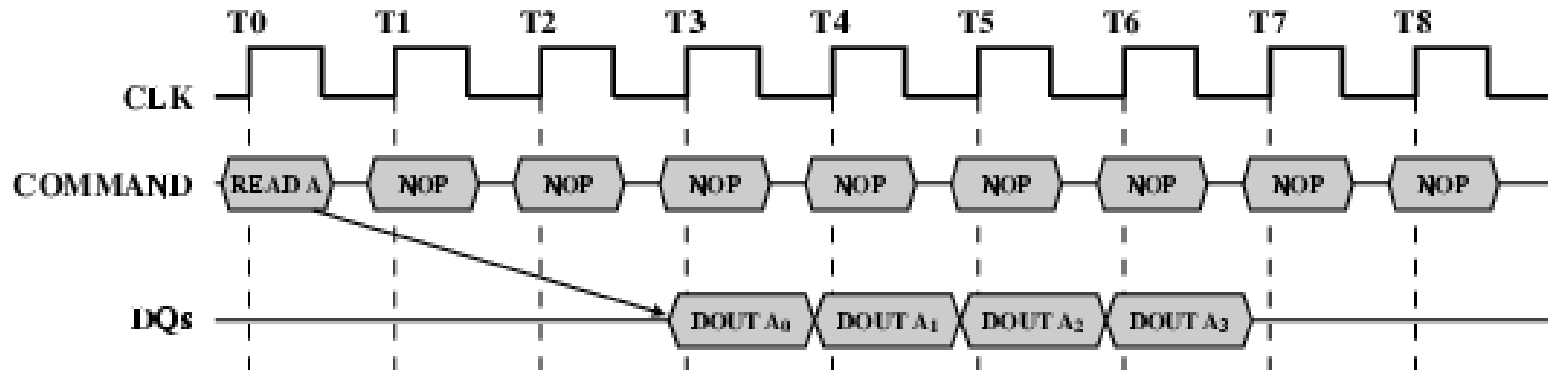 T0 T1 T2 T3 T4 T5 T6 T7 T8
CLK
COMMAND READ A NOP NOP NOP NOP NOP NOP NOP NOP
DQs DOUT A0 DOUT A1 DOUT A2 DOUT A3